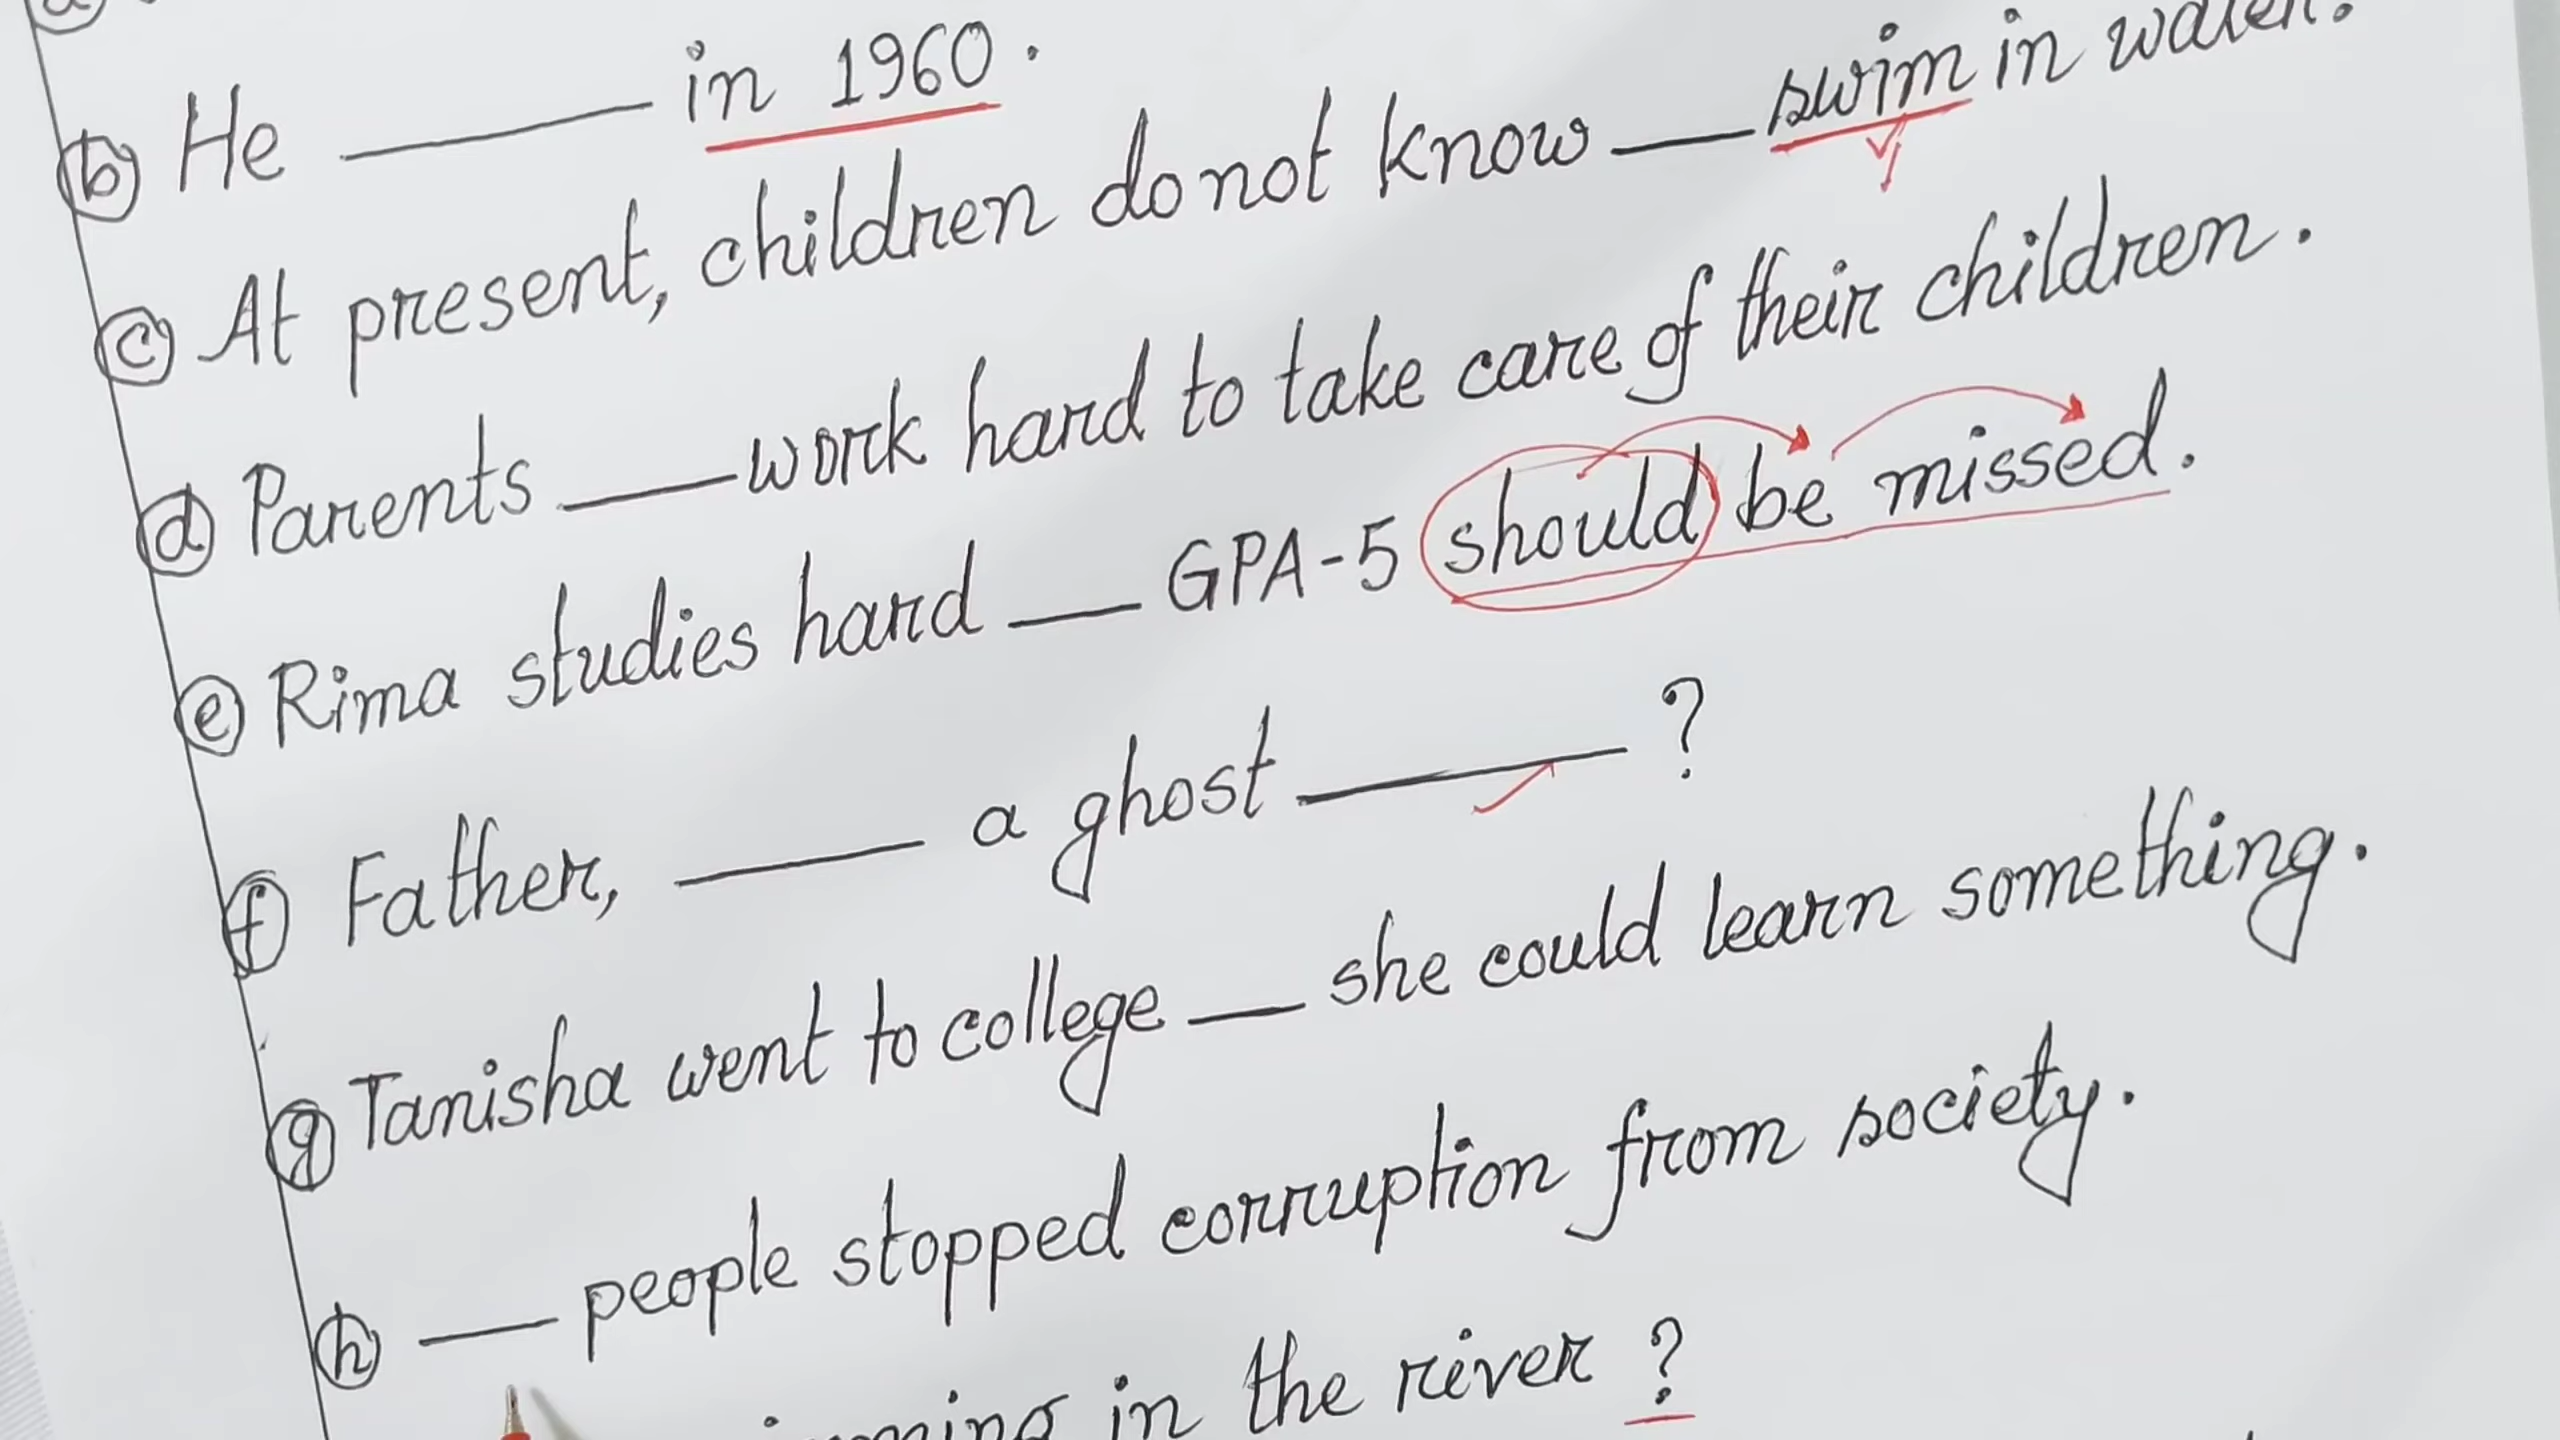 (b) He ______ in 1960.
(c) At present, children do not know ___ swim in water.
(d) Parents ___ work hard to take care of their children.
(e) Rima studies hard ___ GPA-5 should be missed.
(f) Father, ____ a ghost _____ ?
(g) Tanisha went to college ___ she could learn something.
(h) ___ people stopped corruption from society.
in the river ?